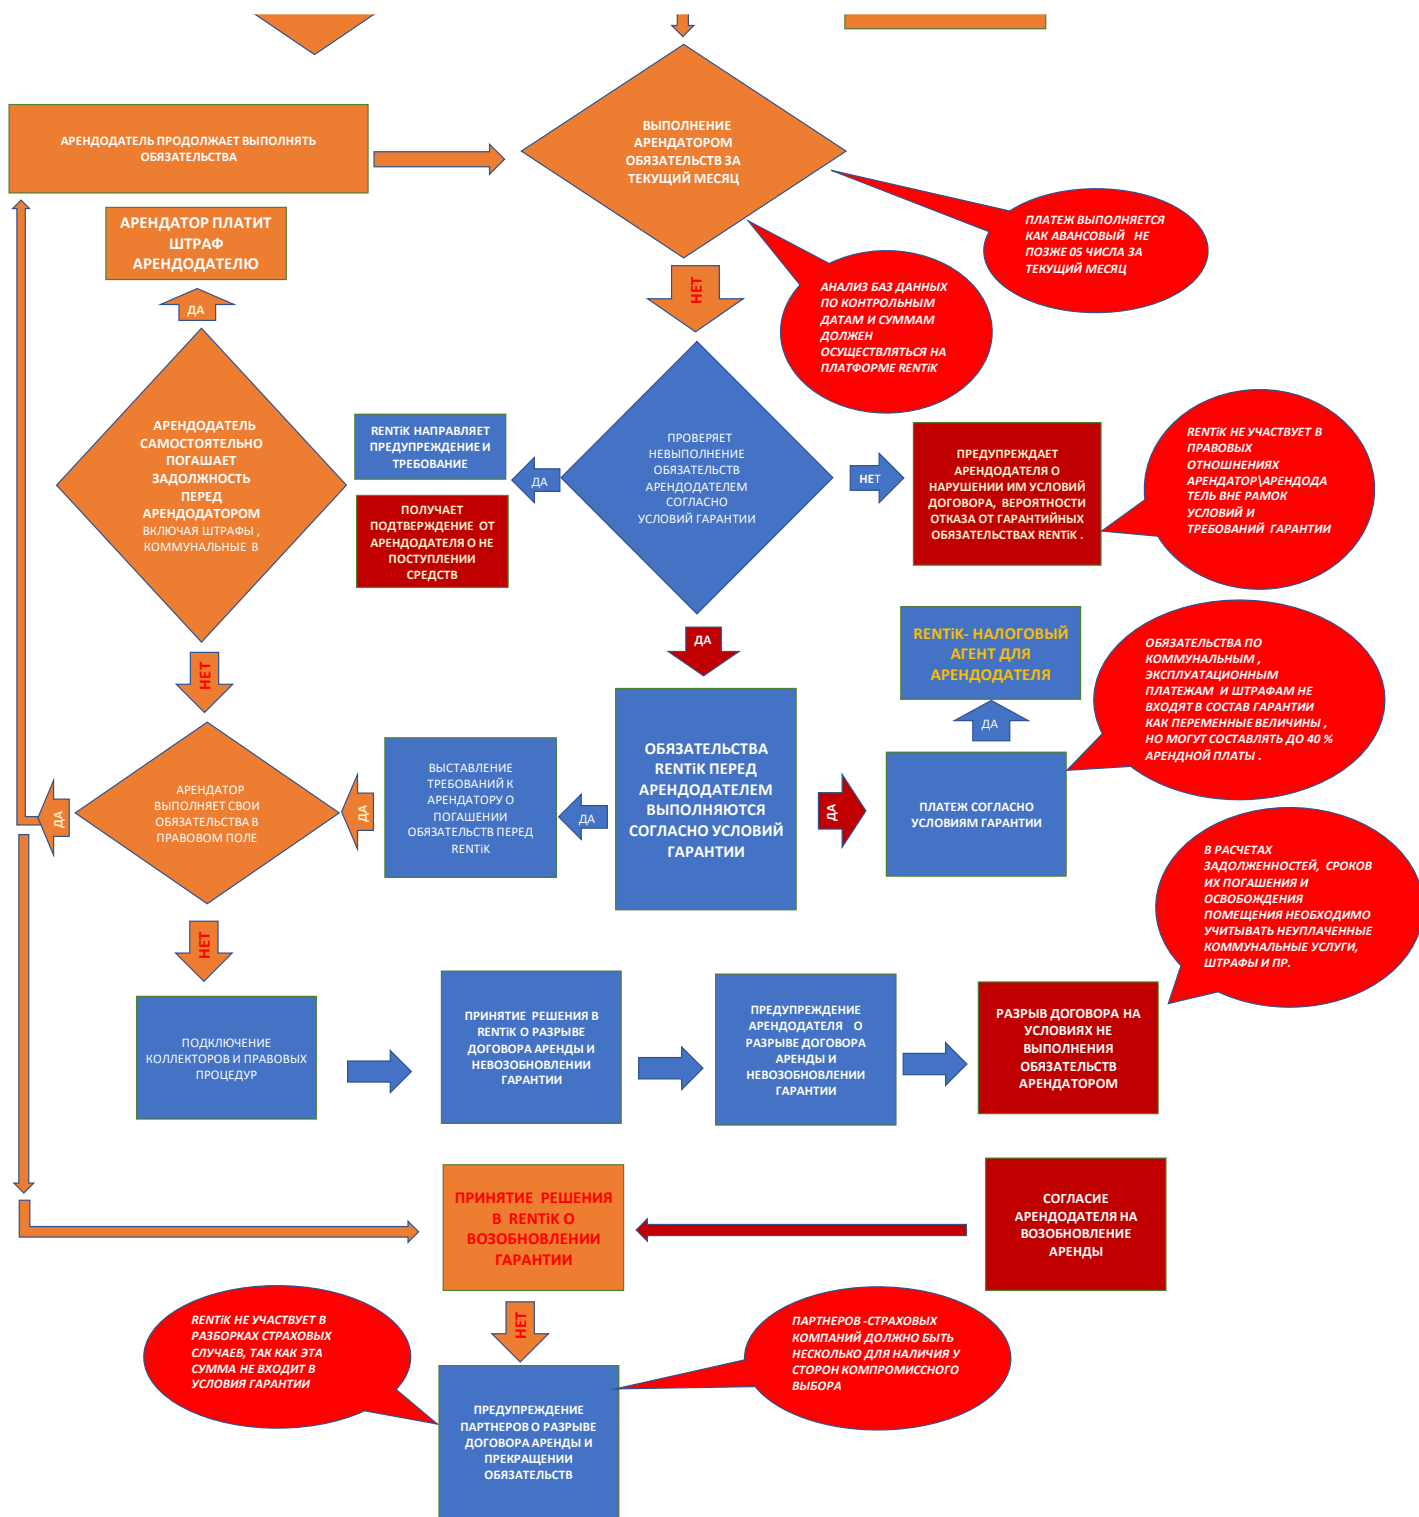 АРЕНДОДАТЕЛЬ ПРОДОЛЖАЕТ ВЫПОЛНЯТЬ
ОБЯЗАТЕЛЬСТВА
ВЫПОЛНЕНИЕ
АРЕНДАТОРОМ
ОБЯЗАТЕЛЬСТВ ЗА
ТЕКУЩИЙ МЕСЯЦ
ПЛАТЕЖ ВЫПОЛНЯЕТСЯ
КАК АВАНСОВЫЙ НЕ
ПОЗЖЕ 05 ЧИСЛА ЗА
ТЕКУЩИЙ МЕСЯЦ
АРЕНДАТОР ПЛАТИТ
ШТРАФ
АРЕНДОДАТЕЛЮ
ДА
НЕТ
АНАЛИЗ БАЗ ДАННЫХ
ПО КОНТРОЛЬНЫМ
ДАТАМ И СУММАМ
ДОЛЖЕН
ОСУЩЕСТВЛЯТЬСЯ НА
ПЛАТФОРМЕ RENTiK
АРЕНДОДАТЕЛЬ
САМОСТОЯТЕЛЬНО
ПОГАШАЕТ
ЗАДОЛЖНОСТЬ
ПЕРЕД
АРЕНДОДАТОРОМ
ВКЛЮЧАЯ ШТРАФЫ ,
КОММУНАЛЬНЫЕ В
RENTiK НАПРАВЛЯЕТ
ПРЕДУПРЕЖДЕНИЕ И
ТРЕБОВАНИЕ
ПОЛУЧАЕТ
ПОДТВЕРЖДЕНИЕ ОТ
АРЕНДОДАТЕЛЯ О НЕ
ПОСТУПЛЕНИИ
СРЕДСТВ
ДА
ПРОВЕРЯЕТ
НЕВЫПОЛНЕНИЕ
ОБЯЗАТЕЛЬСТВ
АРЕНДОДАТЕЛЕМ
СОГЛАСНО
УСЛОВИЙ ГАРАНТИИ
НЕТ
ПРЕДУПРЕЖДАЕТ
АРЕНДОДАТЕЛЯ О
НАРУШЕНИИ ИМ УСЛОВИЙ
ДОГОВОРА, ВЕРОЯТНОСТИ
ОТКАЗА ОТ ГАРАНТИЙНЫХ
ОБЯЗАТЕЛЬСТВАХ RENTiK .
RENTiK НЕ УЧАСТВУЕТ В
ПРАВОВЫХ
ОТНОШЕНИЯХ
АРЕНДАТОР\АРЕНДОДА
ТЕЛЬ ВНЕ РАМОК
УСЛОВИЙ И
ТРЕБОВАНИЙ ГАРАНТИИ
НЕТ
ДА
RENTiK- НАЛОГОВЫЙ
АГЕНТ ДЛЯ
АРЕНДОДАТЕЛЯ
ДА
ОБЯЗАТЕЛЬСТВА ПО
КОММУНАЛЬНЫМ ,
ЭКСПЛУАТАЦИОННЫМ
ПЛАТЕЖАМ И ШТРАФАМ НЕ
ВХОДЯТ В СОСТАВ ГАРАНТИИ
КАК ПЕРЕМЕННЫЕ ВЕЛИЧИНЫ ,
НО МОГУТ СОСТАВЛЯТЬ ДО 40 %
АРЕНДНОЙ ПЛАТЫ .
ДА
АРЕНДАТОР
ВЫПОЛНЯЕТ СВОИ
ОБЯЗАТЕЛЬСТВА В
ПРАВОВОМ ПОЛЕ
ДА
ВЫСТАВЛЕНИЕ
ТРЕБОВАНИЙ К
АРЕНДАТОРУ О
ПОГАШЕНИИ
ОБЯЗАТЕЛЬСТВ ПЕРЕД
RENTiK
ДА
ОБЯЗАТЕЛЬСТВА
RENTiK ПЕРЕД
АРЕНДОДАТЕЛЕМ
ВЫПОЛНЯЮТСЯ
СОГЛАСНО УСЛОВИЙ
ГАРАНТИИ
ДА
ПЛАТЕЖ СОГЛАСНО
УСЛОВИЯМ ГАРАНТИИ
В РАСЧЕТАХ
ЗАДОЛЖЕННОСТЕЙ, СРОКОВ
ИХ ПОГАШЕНИЯ И
ОСВОБОЖДЕНИЯ
ПОМЕЩЕНИЯ НЕОБХОДИМО
УЧИТЫВАТЬ НЕУПЛАЧЕННЫЕ
КОММУНАЛЬНЫЕ УСЛУГИ,
ШТРАФЫ И ПР.
НЕТ
ПОДКЛЮЧЕНИЕ
КОЛЛЕКТОРОВ И ПРАВОВЫХ
ПРОЦЕДУР
ПРИНЯТИЕ РЕШЕНИЯ В
RENTiK О РАЗРЫВЕ
ДОГОВОРА АРЕНДЫ И
НЕВОЗОБНОВЛЕНИИ
ГАРАНТИИ
ПРЕДУПРЕЖДЕНИЕ
АРЕНДОДАТЕЛЯ О
РАЗРЫВЕ ДОГОВОРА
АРЕНДЫ И
НЕВОЗОБНОВЛЕНИИ
ГАРАНТИИ
РАЗРЫВ ДОГОВОРА НА
УСЛОВИЯХ НЕ
ВЫПОЛНЕНИЯ
ОБЯЗАТЕЛЬСТВ
АРЕНДАТОРОМ
ПРИНЯТИЕ РЕШЕНИЯ
В RENTiK О
ВОЗОБНОВЛЕНИИ
ГАРАНТИИ
СОГЛАСИЕ
АРЕНДОДАТЕЛЯ НА
ВОЗОБНОВЛЕНИЕ
АРЕНДЫ
НЕТ
RENTiK НЕ УЧАСТВУЕТ В
РАЗБОРКАХ СТРАХОВЫХ
СЛУЧАЕВ, ТАК КАК ЭТА
СУММА НЕ ВХОДИТ В
УСЛОВИЯ ГАРАНТИИ
ПАРТНЕРОВ -СТРАХОВЫХ
КОМПАНИЙ ДОЛЖНО БЫТЬ
НЕСКОЛЬКО ДЛЯ НАЛИЧИЯ У
СТОРОН КОМПРОМИССНОГО
ВЫБОРА
ПРЕДУПРЕЖДЕНИЕ
ПАРТНЕРОВ О РАЗРЫВЕ
ДОГОВОРА АРЕНДЫ И
ПРЕКРАЩЕНИИ
ОБЯЗАТЕЛЬСТВ